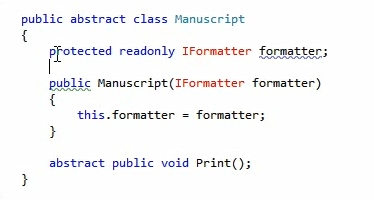 public abstract class Manuscript
{
protected readonly IFormatter formatter;
public Manuscript(IFormatter formatter)
{
this.formatter = formatter;
}
abstract public void Print();
}